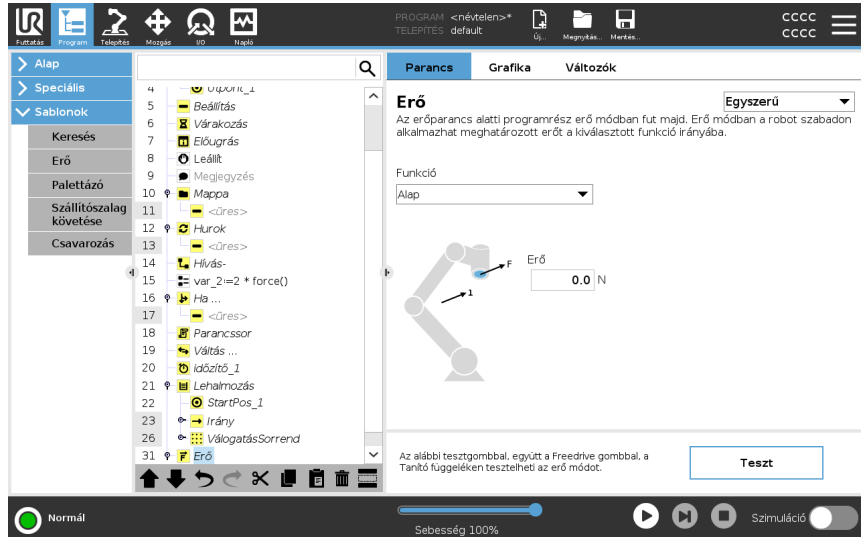 PROGRAM <névtelen>*
TELEPÍTÉS default
CCCC
CCCC
Futtatás
Program
Telepítés
Mozgás
I/O
Napló
Új...
Megnyitás...
Mentés...
Alap
Speciális
Sablonok
Keresés
Erő
Palettázó
Szállítószalag
követése
Csavarozás
4 Útpont_1
5 Beállítás
6 Várakozás
7 Előugrás
8 Leállít
9 Megjegyzés
10 Mappa
11 <üres>
12 Hurok
13 <üres>
14 Hívás-
15 var_2:=2 * force()
16 Ha ...
17 <üres>
18 Parancssor
19 Váltás ...
20 időzítő_1
21 Lehalmozás
22 StartPos_1
23 Irány
26 VálogatásSorrend
31 Erő
Parancs
Grafika
Változók
Erő
Egyszerű
Az erőparancs alatti programrész erő módban fut majd. Erő módban a robot szabadon
alkalmazhat meghatározott erőt a kiválasztott funkció irányába.
Funkció
Alap
F
1
Erő
0.0 N
Az alábbi tesztgombbal, együtt a Freedrive gombbal, a
Tanító függeléken tesztelheti az erő módot.
Teszt
Normál
Sebesség 100%
Szimuláció